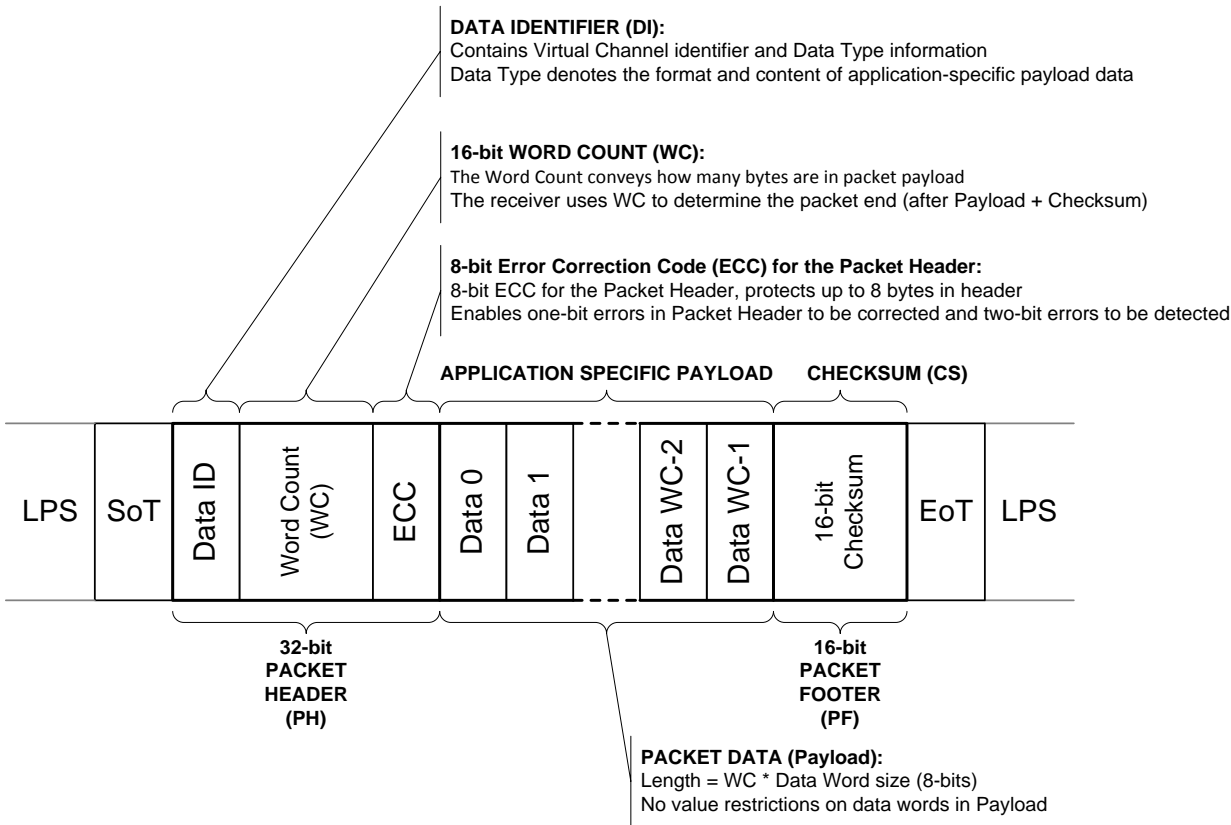 DATA IDENTIFIER (DI):
Contains Virtual Channel identifier and Data Type information
Data Type denotes the format and content of application-specific payload data
16-bit WORD COUNT (WC):
The Word Count conveys how many bytes are in packet payload
The receiver uses WC to determine the packet end (after Payload + Checksum)
8-bit Error Correction Code (ECC) for the Packet Header:
8-bit ECC for the Packet Header, protects up to 8 bytes in header
Enables one-bit errors in Packet Header to be corrected and two-bit errors to be detected
APPLICATION SPECIFIC PAYLOAD
CHECKSUM (CS)
LPS
SoT
Data ID
Word Count
(WC)
ECC
Data 0
Data 1
Data WC-2
Data WC-1
16-bit
Checksum
EoT
LPS
32-bit
PACKET
HEADER
(PH)
16-bit
PACKET
FOOTER
(PF)
PACKET DATA (Payload):
Length = WC * Data Word size (8-bits)
No value restrictions on data words in Payload